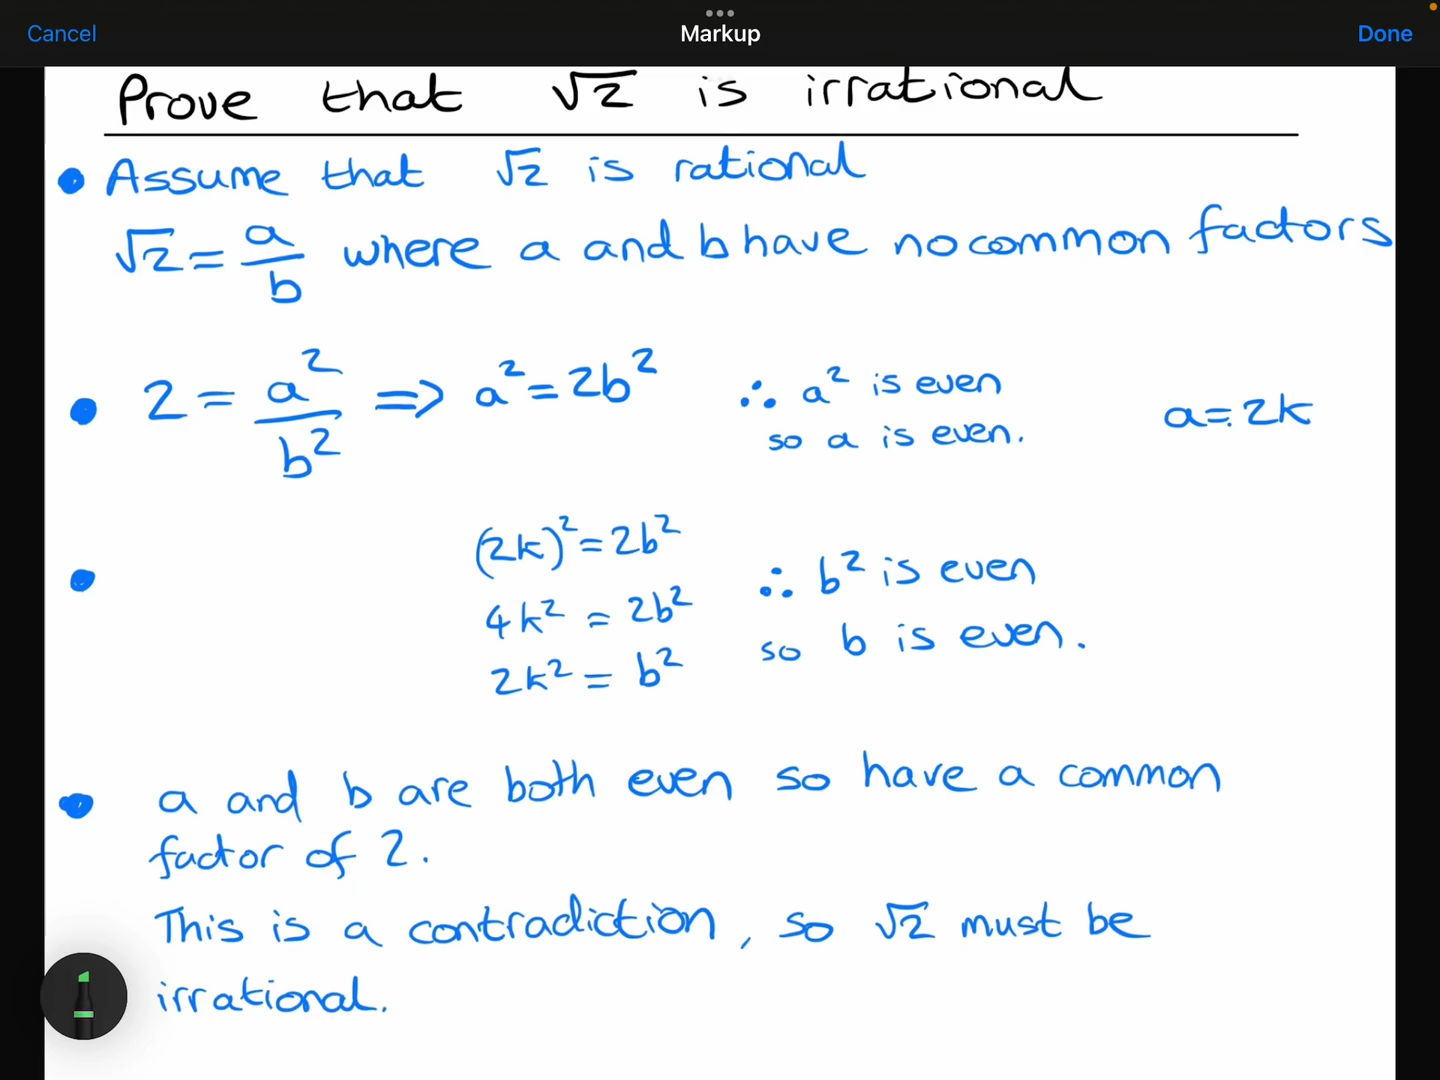 Cancel
Markup
Done
Prove that √2 is irrational
• Assume that √2 is rational
√2 = a/b where a and b have no common factors
• 2 = a²/b² => a² = 2b² ∴ a² is even
so a is even.
a = 2k
• (2k)² = 2b²
4k² = 2b²
2k² = b²
∴ b² is even
so b is even.
• a and b are both even so have a common
factor of 2.
This is a contradiction, so √2 must be
irrational.